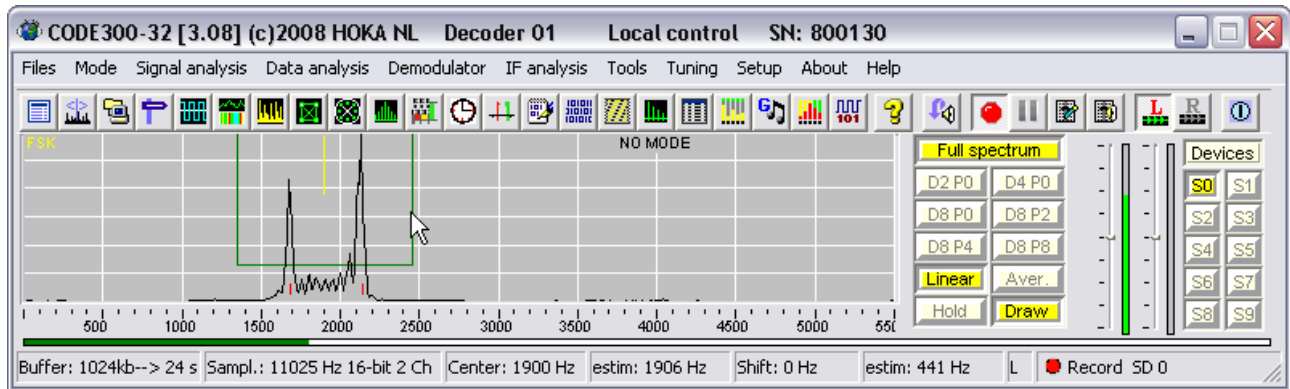 CODE300-32 [3.08] (c)2008 HOKA NL Decoder 01 Local control SN: 800130
Files Mode Signal analysis Data analysis Demodulator IF analysis Tools Tuning Setup About Help
101
L R
FSK NO MODE
Full spectrum Devices
D2 P0 D4 P0 S0 S1
D8 P0 D8 P2 S2 S3
D8 P4 D8 P8 S4 S5
Linear Aver. S6 S7
Hold Draw S8 S9
500 1000 1500 2000 2500 3000 3500 4000 4500 5000
Buffer: 1024kb--> 24 s Sampl.: 11025 Hz 16-bit 2 Ch Center: 1900 Hz estim: 1906 Hz Shift: 0 Hz estim: 441 Hz L Record SD 0